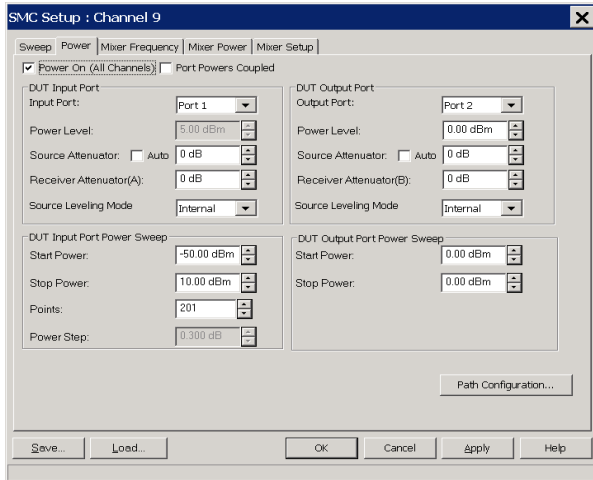 SMC Setup : Channel 9
Sweep Power Mixer Frequency Mixer Power Mixer Setup
Power On (All Channels) Port Powers Coupled
DUT Input Port
Input Port: Port 1
Power Level: 5.00 dBm
Source Attenuator: Auto 0 dB
Receiver Attenuator(A): 0 dB
Source Leveling Mode Internal
DUT Output Port
Output Port: Port 2
Power Level: 0.00 dBm
Source Attenuator: Auto 0 dB
Receiver Attenuator(B): 0 dB
Source Leveling Mode Internal
DUT Input Port Power Sweep
Start Power: -50.00 dBm
Stop Power: 10.00 dBm
Points: 201
Power Step: 0.300 dB
DUT Output Port Power Sweep
Start Power: 0.00 dBm
Stop Power: 0.00 dBm
Path Configuration...
Save... Load... OK Cancel Apply Help